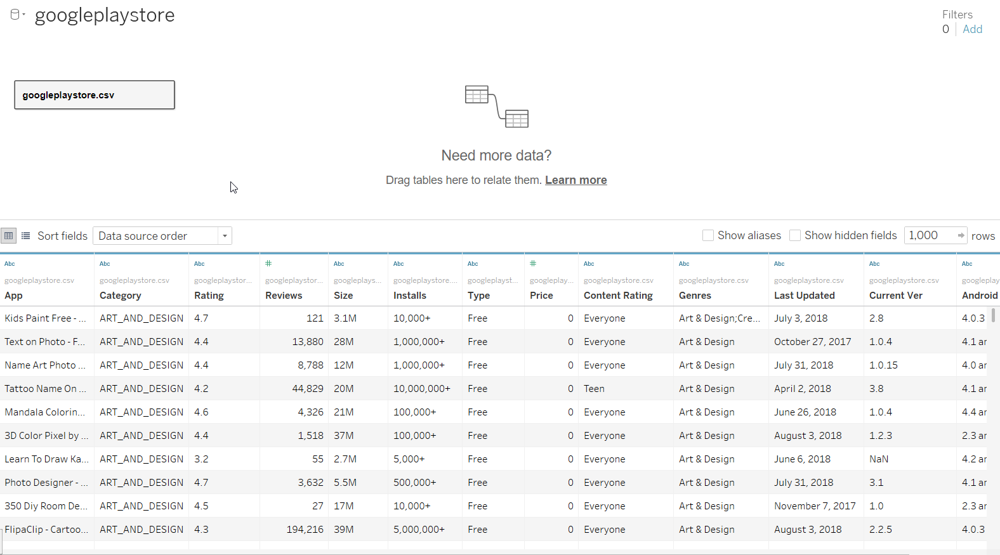 googleplaystore
Filters
0 Add
googleplaystore.csv
Need more data?
Drag tables here to relate them. Learn more
Sort fields Data source order Show aliases Show hidden fields 1,000 rows
Abc Abc Abc # Abc Abc Abc # Abc Abc Abc Abc Abc
googleplaystore.csv googleplaystore.csv googleplaystor... googleplaystor... googleplays... googleplaystore.... googleplayst... googleplay... googleplaystore.csv googleplaystore.csv googleplaystore.csv googleplaystore.csv googleplay
App Category Rating Reviews Size Installs Type Price Content Rating Genres Last Updated Current Ver Android
Kids Paint Free - ... ART_AND_DESIGN 4.7 121 3.1M 10,000+ Free 0 Everyone Art & Design;Cre... July 3, 2018 2.8 4.0.3
Text on Photo - F... ART_AND_DESIGN 4.4 13,880 28M 1,000,000+ Free 0 Everyone Art & Design October 27, 2017 1.0.4 4.1 ar
Name Art Photo ... ART_AND_DESIGN 4.4 8,788 12M 1,000,000+ Free 0 Everyone Art & Design July 31, 2018 1.0.15 4.0 ar
Tattoo Name On ... ART_AND_DESIGN 4.2 44,829 20M 10,000,000+ Free 0 Teen Art & Design April 2, 2018 3.8 4.1 ar
Mandala Colorin... ART_AND_DESIGN 4.6 4,326 21M 100,000+ Free 0 Everyone Art & Design June 26, 2018 1.0.4 4.4 ar
3D Color Pixel by ... ART_AND_DESIGN 4.4 1,518 37M 100,000+ Free 0 Everyone Art & Design August 3, 2018 1.2.3 2.3 ar
Learn To Draw Ka... ART_AND_DESIGN 3.2 55 2.7M 5,000+ Free 0 Everyone Art & Design June 6, 2018 NaN 4.2 ar
Photo Designer - ... ART_AND_DESIGN 4.7 3,632 5.5M 500,000+ Free 0 Everyone Art & Design July 31, 2018 3.1 4.1 ar
350 Diy Room De... ART_AND_DESIGN 4.5 27 17M 10,000+ Free 0 Everyone Art & Design November 7, 2017 1.0 2.3 ar
FlipaClip - Cartoo... ART_AND_DESIGN 4.3 194,216 39M 5,000,000+ Free 0 Everyone Art & Design August 3, 2018 2.2.5 4.0.3